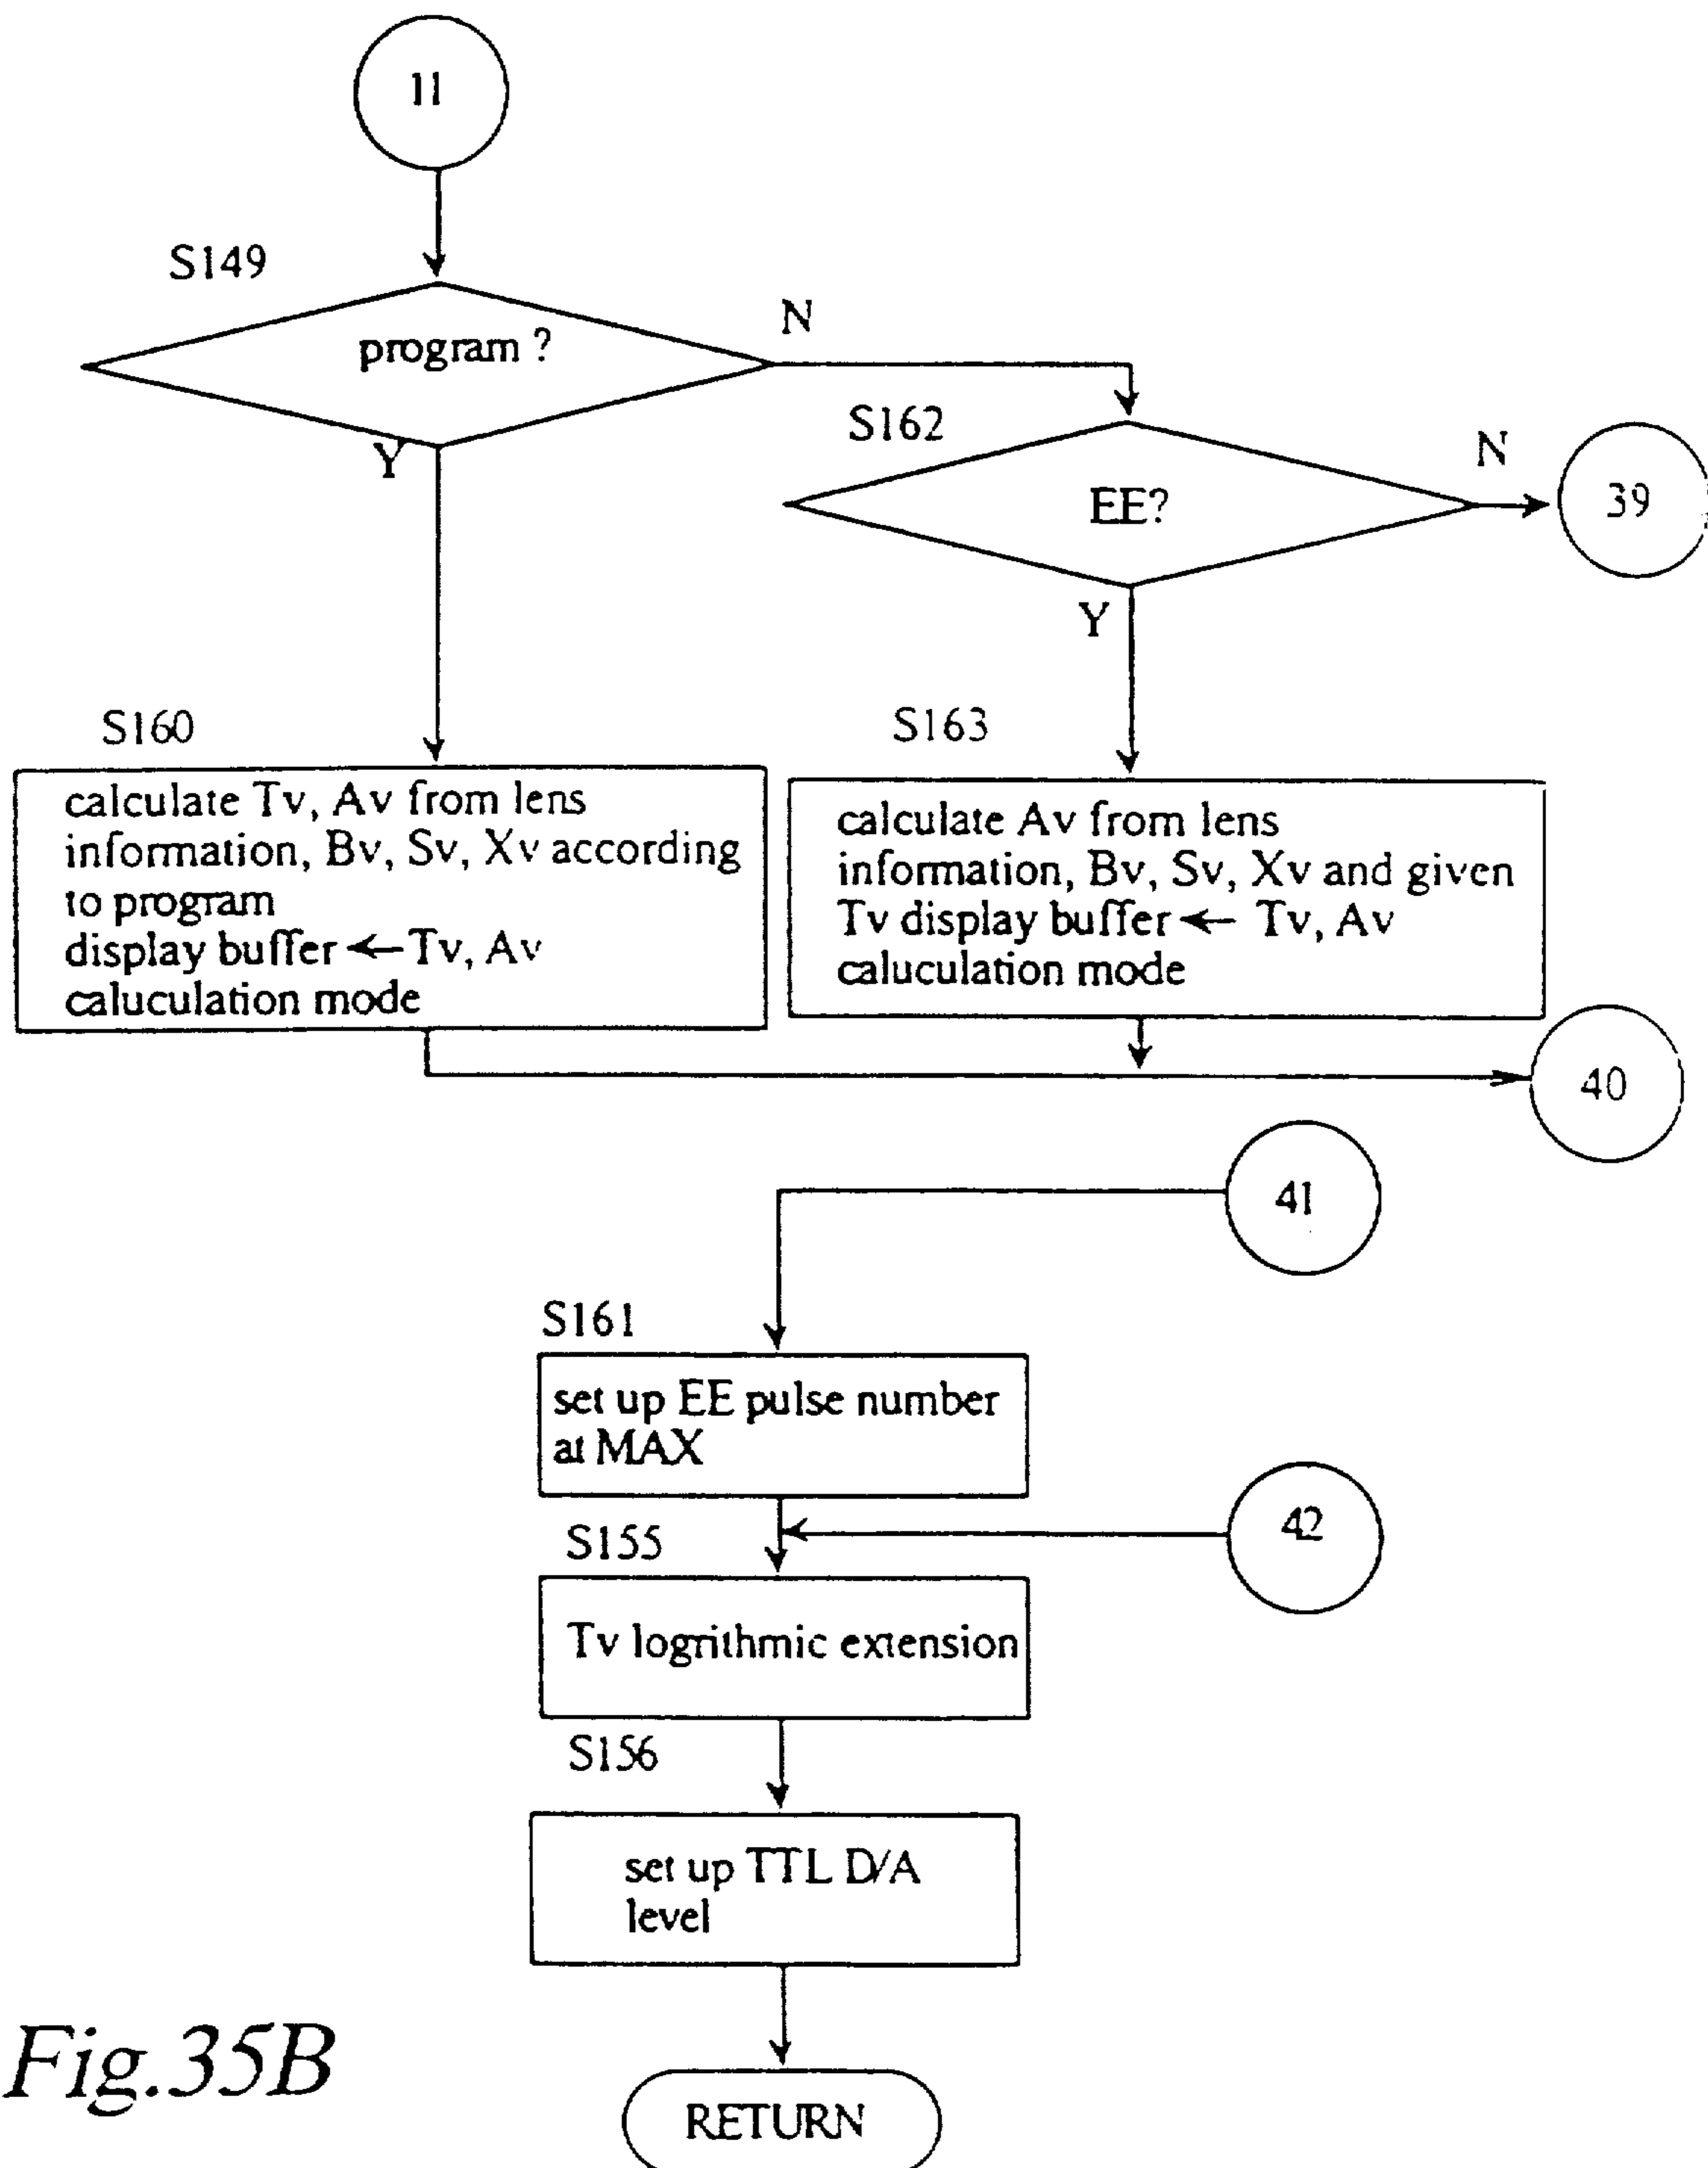 11
S149
program ?
N
Y
S162
EE?
N
39
Y
S160
calculate Tv, Av from lens
information, Bv, Sv, Xv according
to program
display buffer ← Tv, Av
caluculation mode
S163
calculate Av from lens
information, Bv, Sv, Xv and given
Tv display buffer ← Tv, Av
caluculation mode
40
41
S161
set up EE pulse number
at MAX
42
S155
Tv logrithmic extension
S156
set up TTL D/A
level
RETURN
Fig.35B